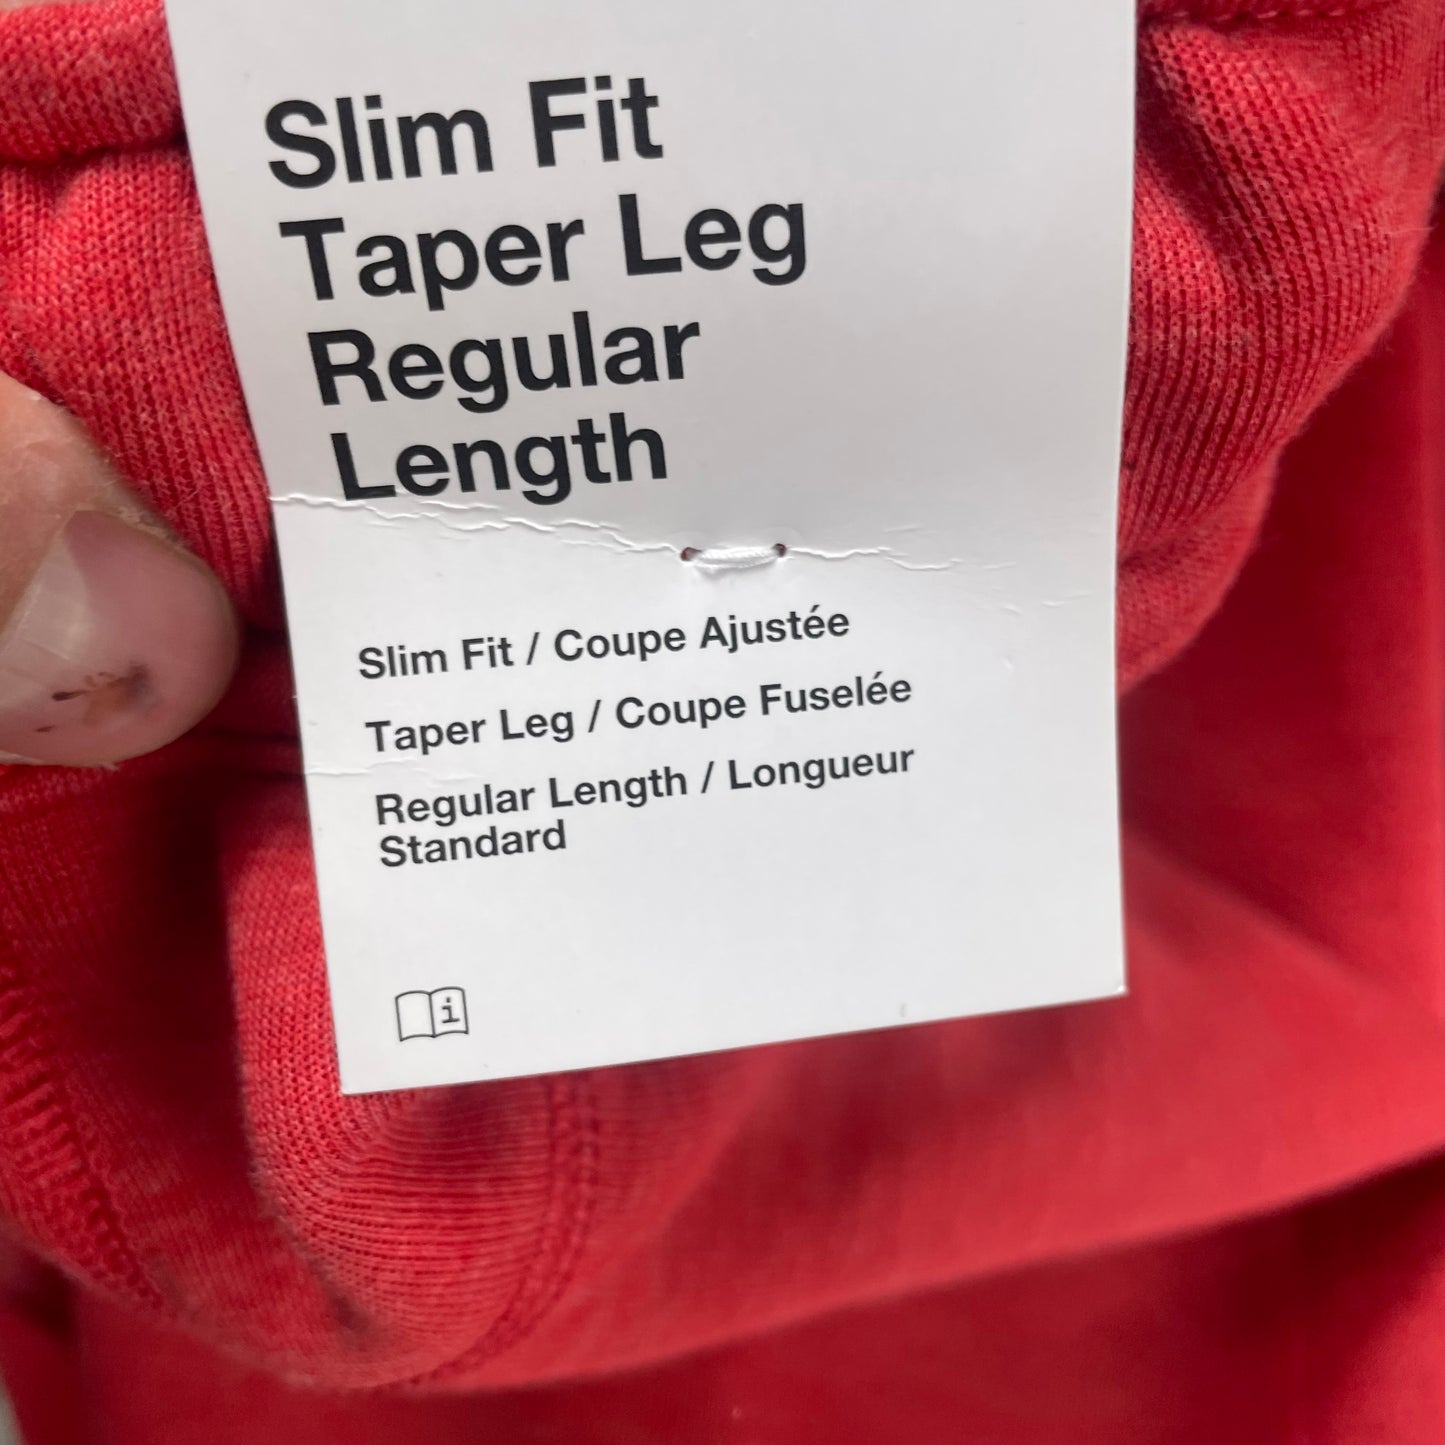 Slim Fit
Taper Leg
Regular
Length
Slim Fit / Coupe Ajustée
Taper Leg / Coupe Fuselée
Regular Length / Longueur
Standard
i